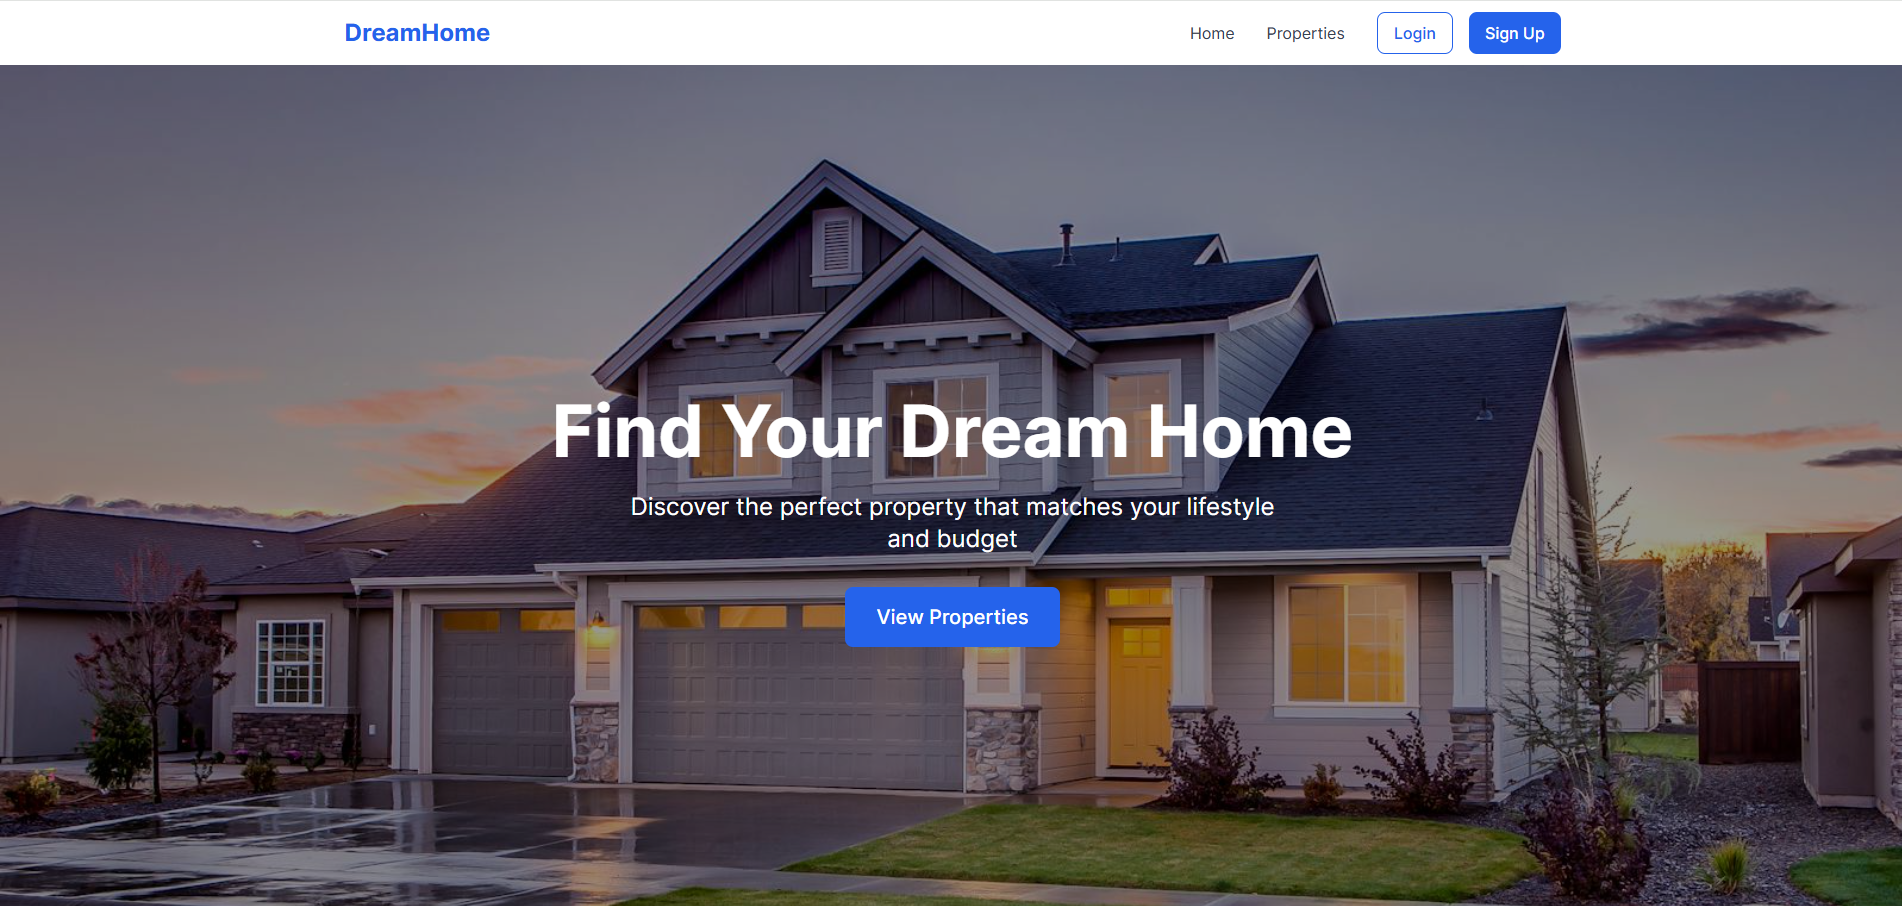 DreamHome
Home
Properties
Login
Sign Up
Find Your Dream Home
Discover the perfect property that matches your lifestyle
and budget
View Properties